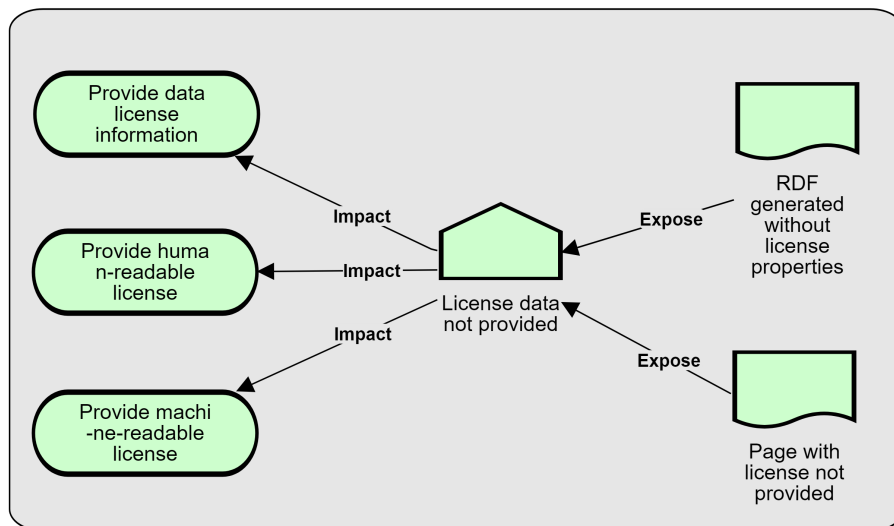 Provide data
license
information
Impact
Provide huma
n-readable
license
Impact
Provide machi
-ne-readable
license
Impact
License data
not provided
Expose
RDF
generated
without
license
properties
Expose
Page with
license not
provided